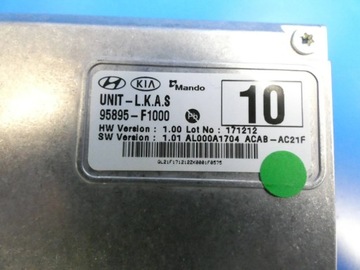 HYUNDAI KIA Mando
UNIT-L.K.A.S
95895-F1000
10
HW Version : 1.00 Lot No : 171212
SW Version : 1.01 AL000A1704 ACAB-AC21F